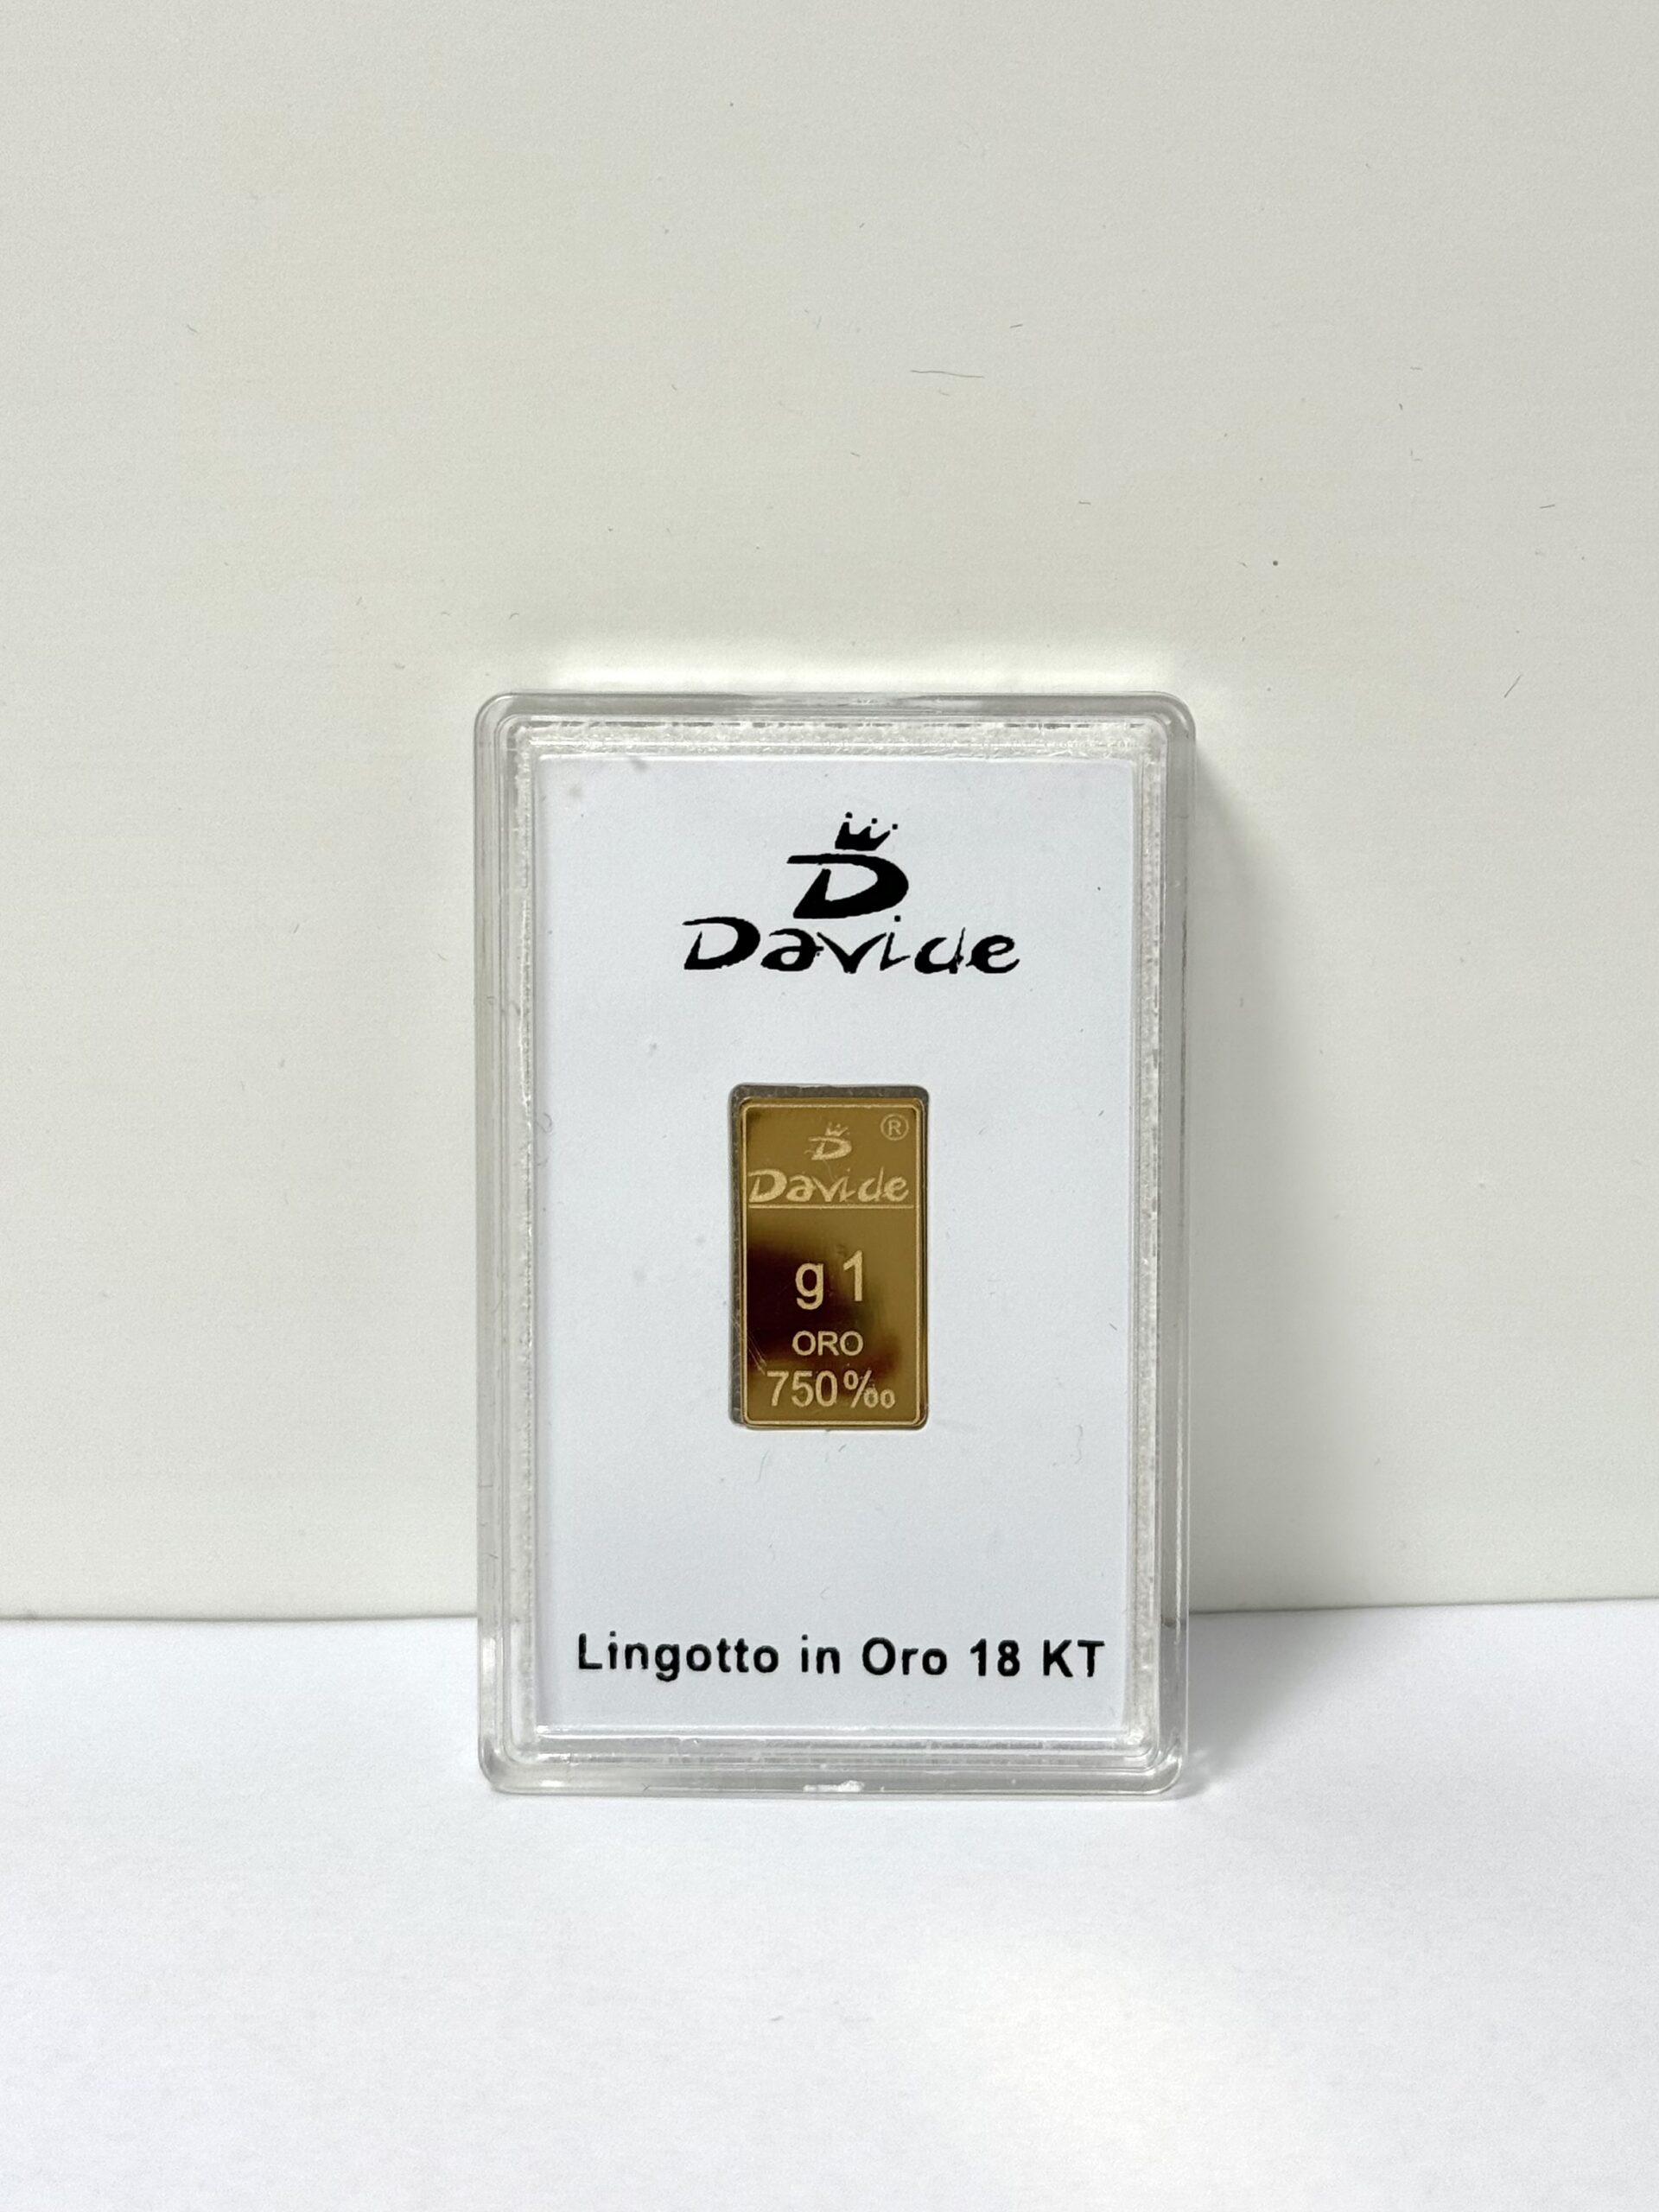 D
Davide
®
D
Davide
g 1
ORO
750‰
Lingotto in Oro 18 KT